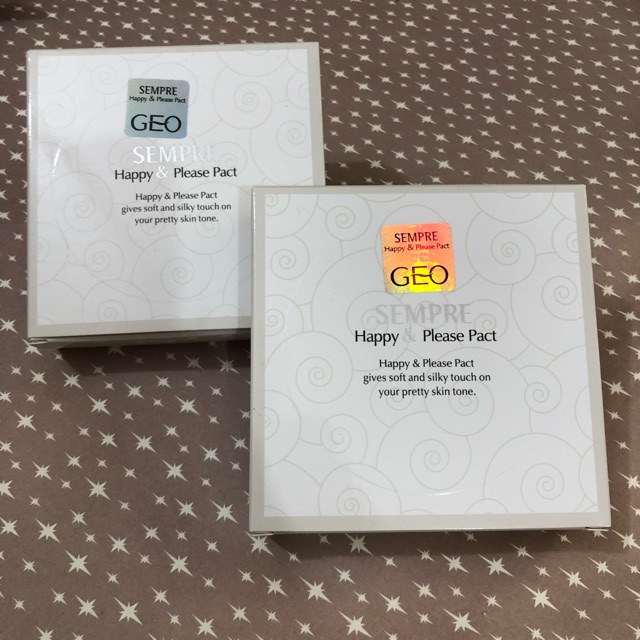 SEMPRE
Happy & Please Pact
GEO
SEMPRE
Happy & Please Pact
Happy & Please Pact
gives soft and silky touch on
your pretty skin tone.
SEMPRE
Happy & Please Pact
GEO
SEMPRE
Happy & Please Pact
Happy & Please Pact
gives soft and silky touch on
your pretty skin tone.